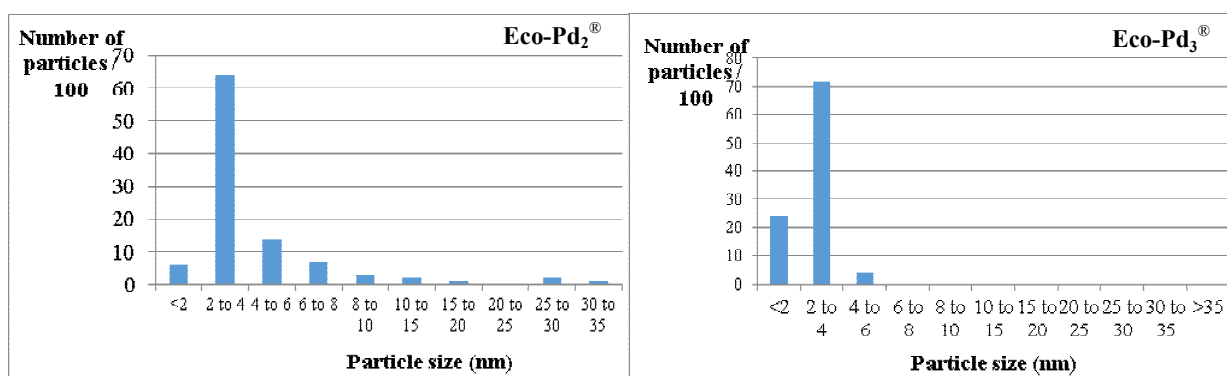 Eco-Pd2®
Number of
particles /
100
70
60
50
40
30
20
10
0
<2 2 to 4 4 to 6 6 to 8 8 to 10 to 15 to 20 to 25 to 30 to
10 15 20 25 30 35
Particle size (nm)
Eco-Pd3®
Number of
particles /
100
80
70
60
50
40
30
20
10
0
<2 2 to 4 to 6 to 8 to 10 to 15 to 20 to 25 to 30 to >35
4 6 8 10 15 20 25 30 35
Particle size (nm)